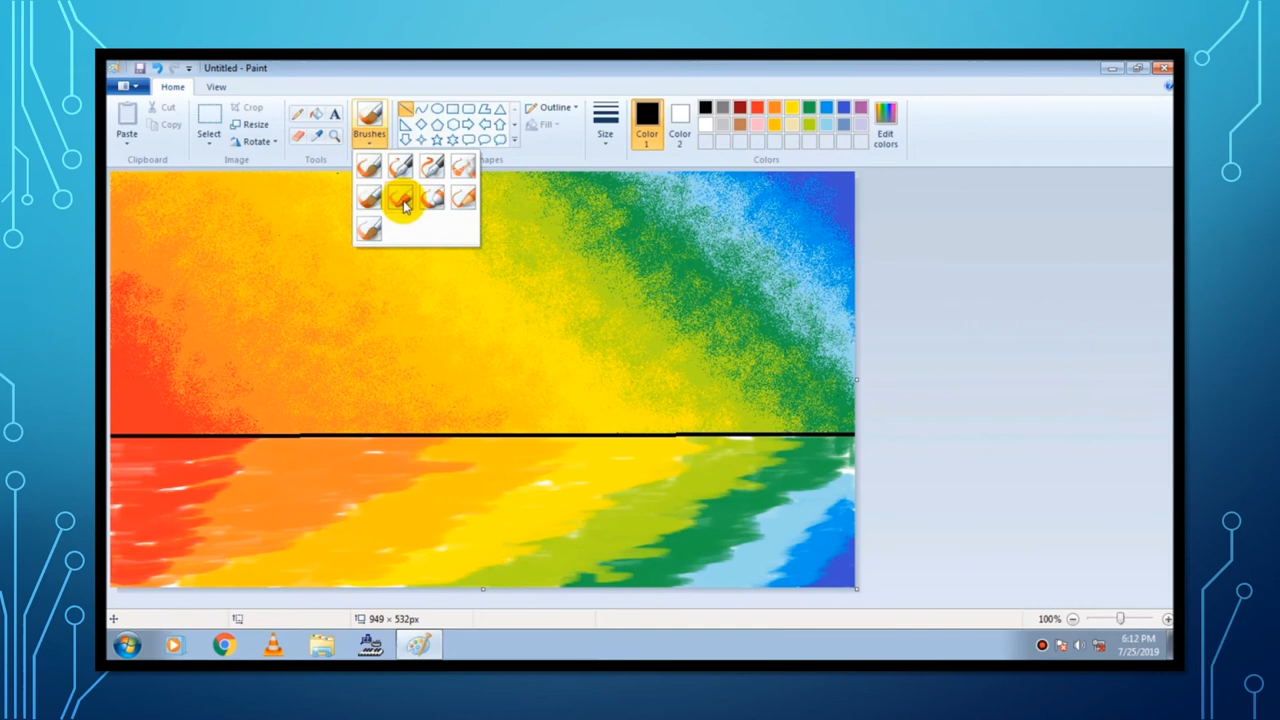 Untitled - Paint
Home
View
Cut
Copy
Paste
Clipboard
Crop
Resize
Rotate
Select
Image
Tools
Brushes
Outline
Fill
apes
Size
Color
1
Color
2
Edit
colors
Colors
949 × 532px
100%
6:12 PM
7/25/2019